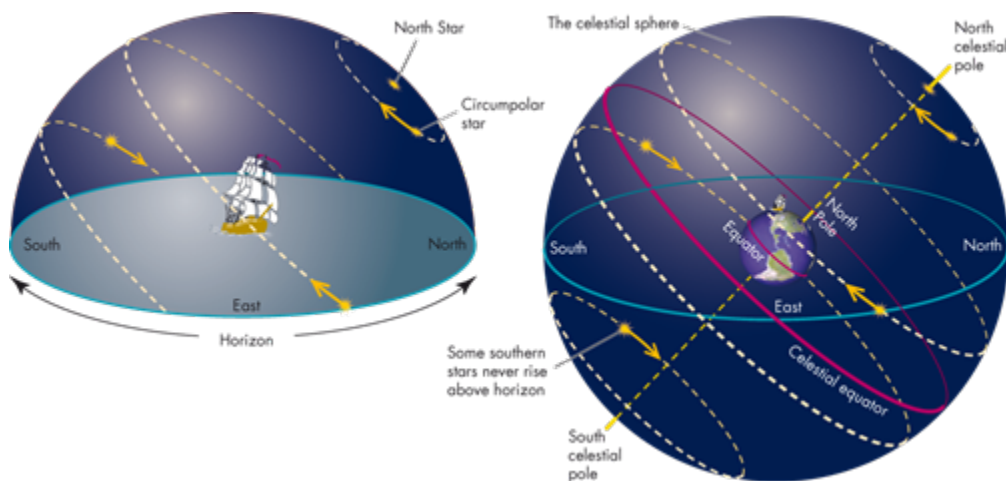 North Star
Circumpolar
star
South
North
East
Horizon
The celestial sphere
North
celestial
pole
North
Pole
Equator
South
North
East
Celestial equator
Some southern
stars never rise
above horizon
South
celestial
pole